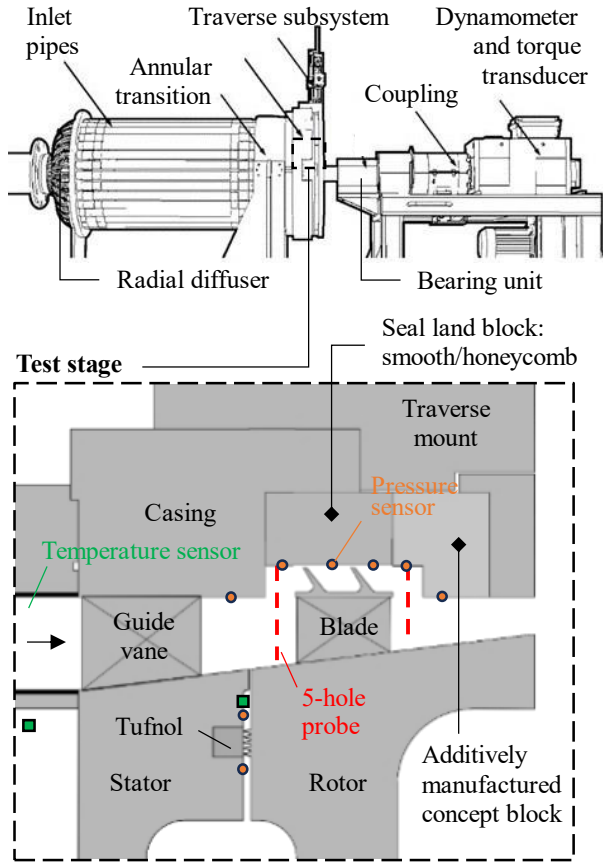 Inlet
pipes
Traverse subsystem
Annular
transition
Dynamometer
and torque
transducer
Coupling
Radial diffuser
Bearing unit
Test stage
Seal land block:
smooth/honeycomb
Traverse
mount
Casing
Pressure
sensor
Temperature sensor
Guide
vane
Blade
5-hole
probe
Tufnol
Stator
Rotor
Additively
manufactured
concept block